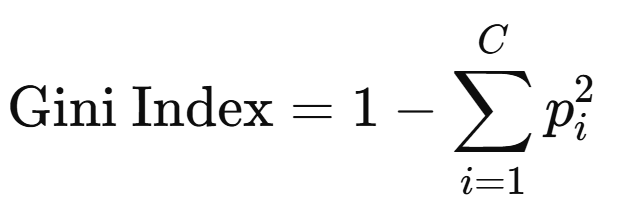 Gini Index = 1 − ∑_{i=1}^{C} p_i^2